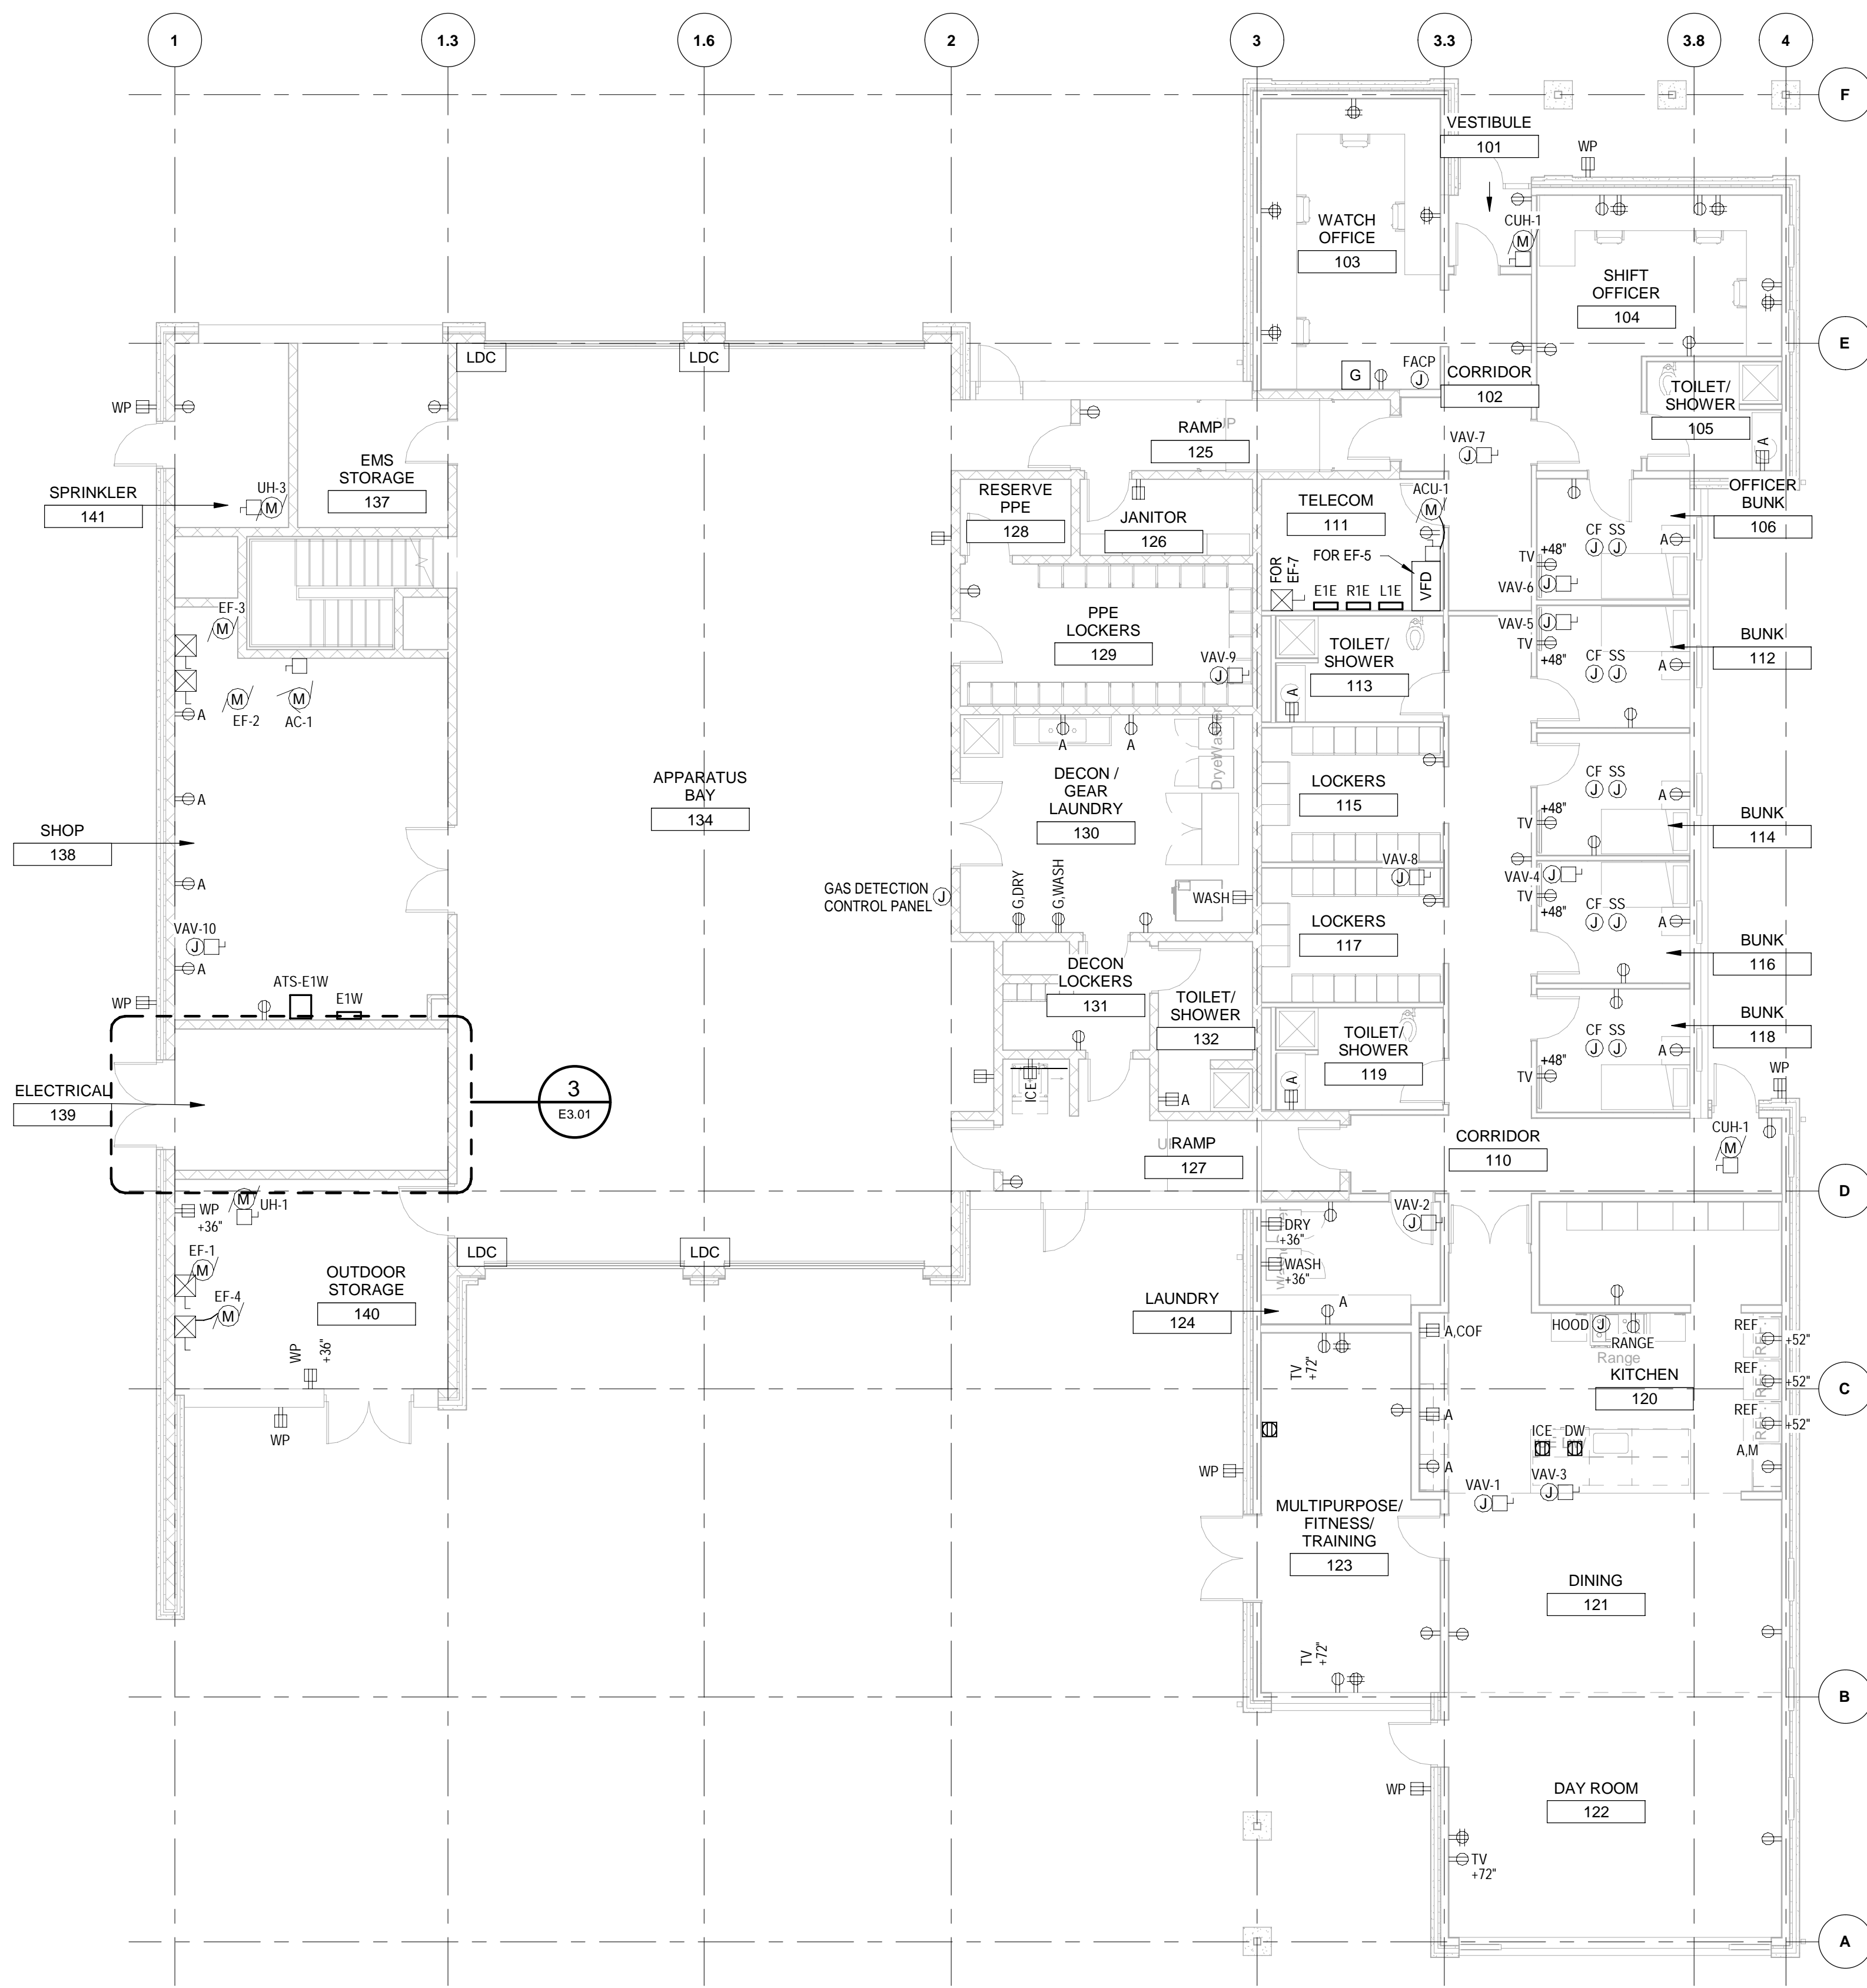 1
1.3
1.6
2
3
3.3
3.8
4
F
VESTIBULE
101
WP
WATCH
OFFICE
103
CUH-1
M
SHIFT
OFFICER
104
E
LDC
LDC
G
FACP
J
CORRIDOR
102
TOILET/
SHOWER
105
A
WP
RAMP
125
UP
VAV-7
J
EMS
STORAGE
137
SPRINKLER
141
UH-3
M
RESERVE
PPE
128
JANITOR
126
TELECOM
111
ACU-1
M
OFFICER
BUNK
106
CF SS
J J
A
TV
+48"
VAV-6
J
FOR EF-5
VFD
FOR
EF-7
E1E
R1E
L1E
EF-3
M
PPE
LOCKERS
129
VAV-9
J
TOILET/
SHOWER
113
A
VAV-5
J
TV
+48"
CF SS
J J
A
BUNK
112
M
EF-2
M
AC-1
A
A
A
Washer
Dryer
APPARATUS
BAY
134
DECON /
GEAR
LAUNDRY
130
LOCKERS
115
CF SS
J J
A
+48"
TV
BUNK
114
A
SHOP
138
A
GAS DETECTION
CONTROL PANEL
J
G,DRY
G,WASH
WASH
VAV-8
J
LOCKERS
117
VAV-4
J
TV
+48"
CF SS
J J
A
BUNK
116
VAV-10
J
A
WP
ATS-E1W
E1W
DECON
LOCKERS
131
TOILET/
SHOWER
132
TOILET/
SHOWER
119
A
BUNK
118
CF SS
J J
A
+48"
TV
WP
ELECTRICAL
139
3
E3.01
ICE
A
RAMP
127
CORRIDOR
110
CUH-1
M
D
WP
+36"
M
UH-1
EF-1
M
EF-4
M
OUTDOOR
STORAGE
140
LDC
LDC
DRY
+36"
WASH
+36"
VAV-2
J
LAUNDRY
124
A
A,COF
HOOD
J
RANGE
Range
REF
+52"
REF
+52"
REF
+52"
A,M
KITCHEN
120
C
WP
+36"
WP
TV
+72"
A
A
ICE
DW
WP
VAV-1
J
VAV-3
J
MULTIPURPOSE/
FITNESS/
TRAINING
123
DINING
121
TV
+72"
B
WP
DAY ROOM
122
TV
+72"
A